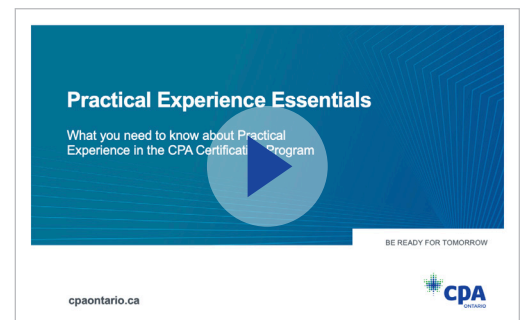 Practical Experience Essentials
What you need to know about Practical
Experience in the CPA Certification Program
BE READY FOR TOMORROW
cpaontario.ca
CPA
ONTARIO